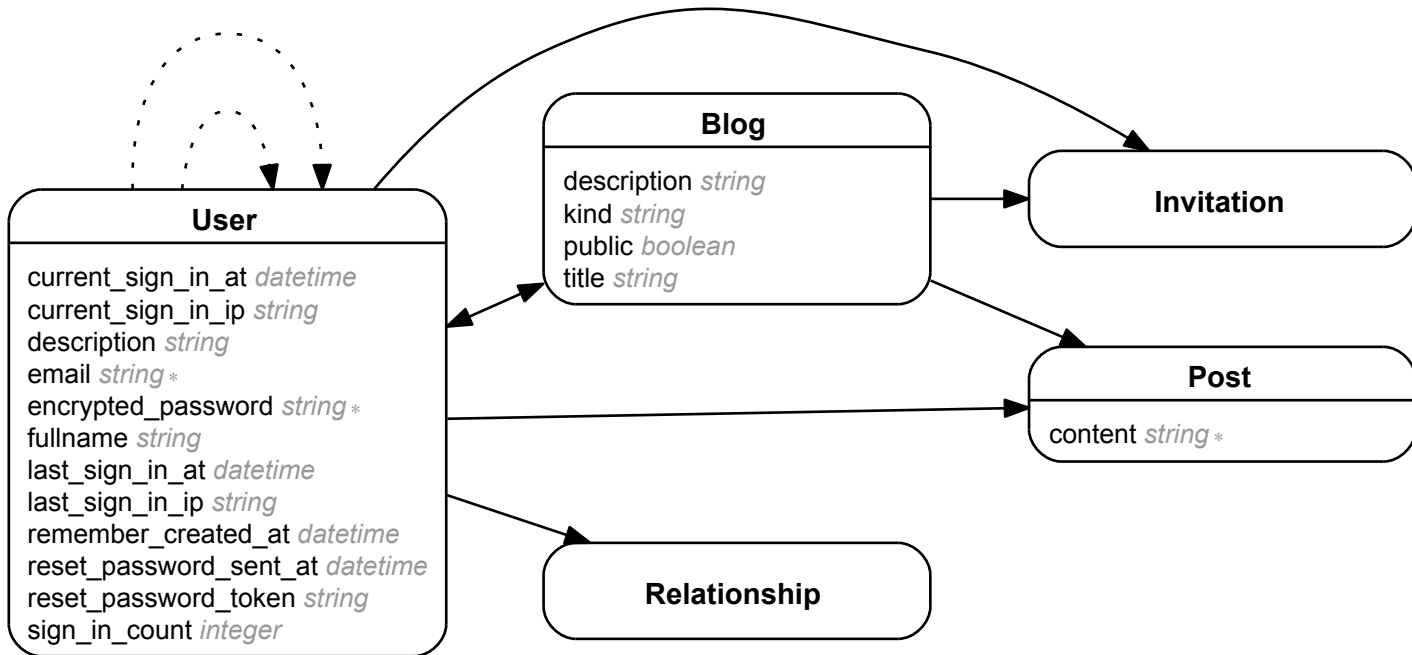 User
current_sign_in_at datetime
current_sign_in_ip string
description string
email string *
encrypted_password string *
fullname string
last_sign_in_at datetime
last_sign_in_ip string
remember_created_at datetime
reset_password_sent_at datetime
reset_password_token string
sign_in_count integer
Blog
description string
kind string
public boolean
title string
Invitation
Post
content string *
Relationship